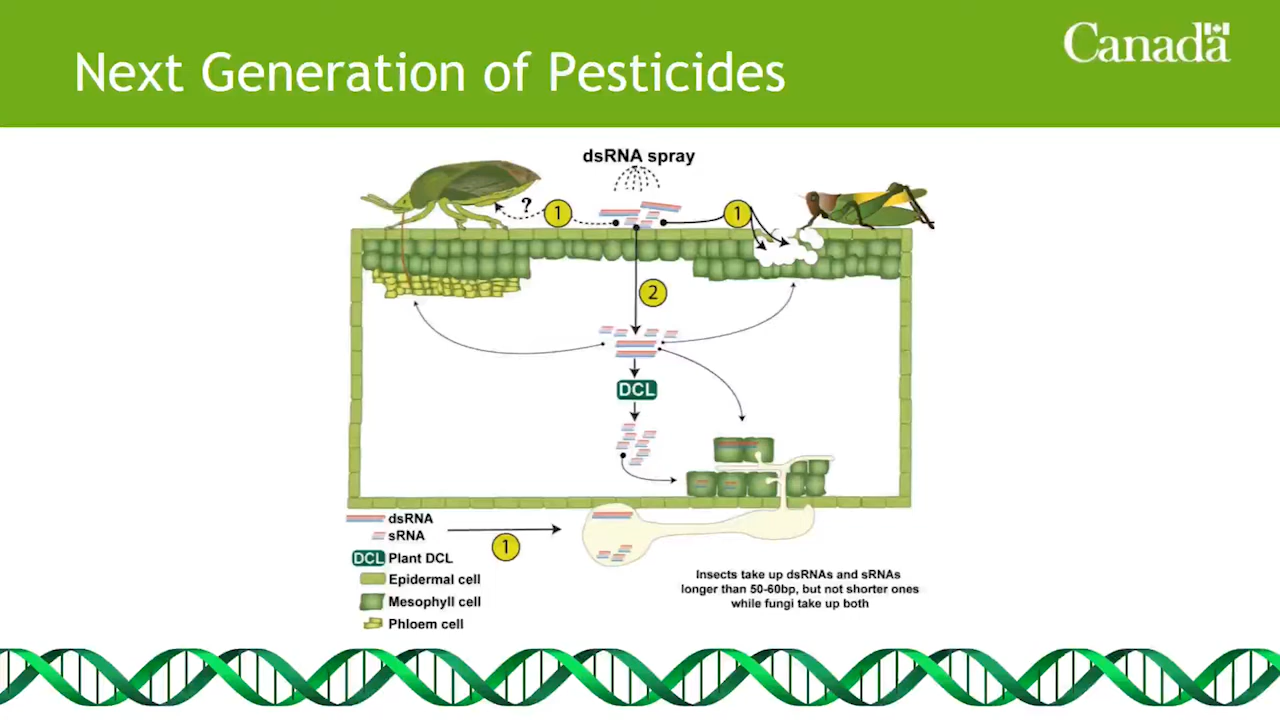 Next Generation of Pesticides
Canada
dsRNA spray
?
1
1
2
DCL
dsRNA
sRNA
1
DCL Plant DCL
Epidermal cell
Mesophyll cell
Phloem cell
Insects take up dsRNAs and sRNAs
longer than 50-60bp, but not shorter ones
while fungi take up both